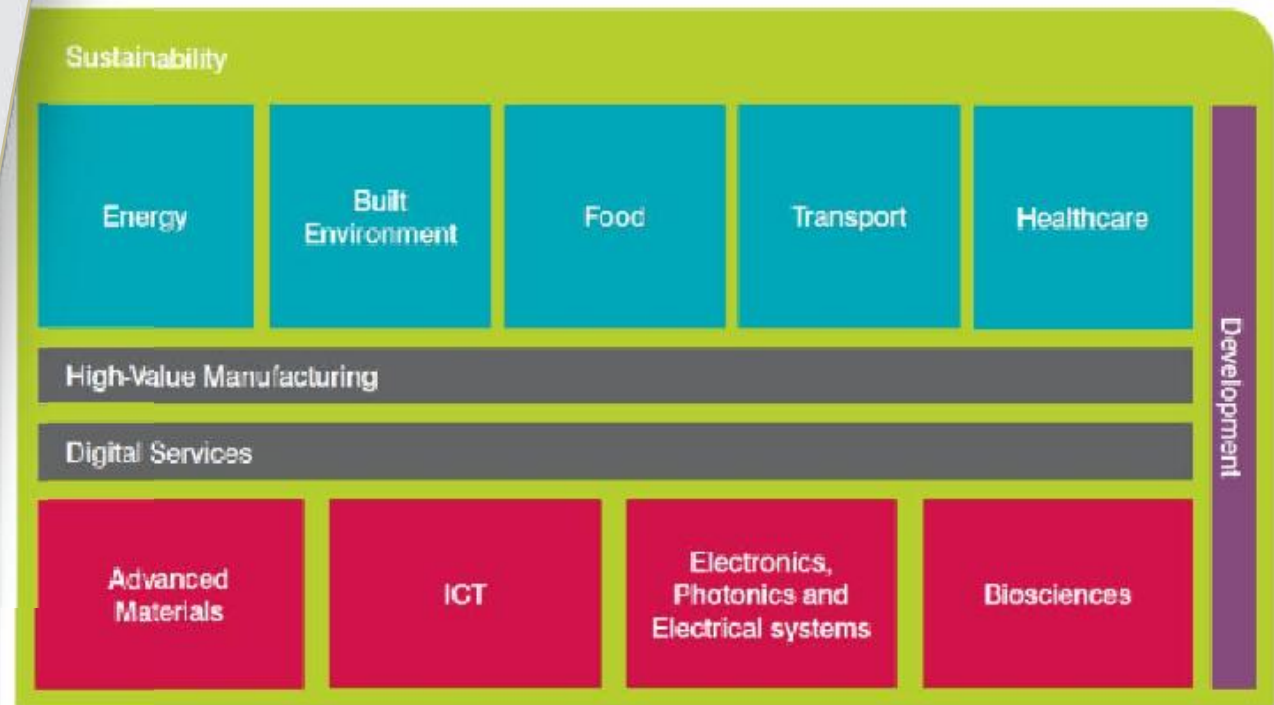 Sustainability
Energy
Built
Environment
Food
Transport
Healthcare
Development
High-Value Manufacturing
Digital Services
Advanced
Materials
ICT
Electronics,
Photonics and
Electrical systems
Biosciences